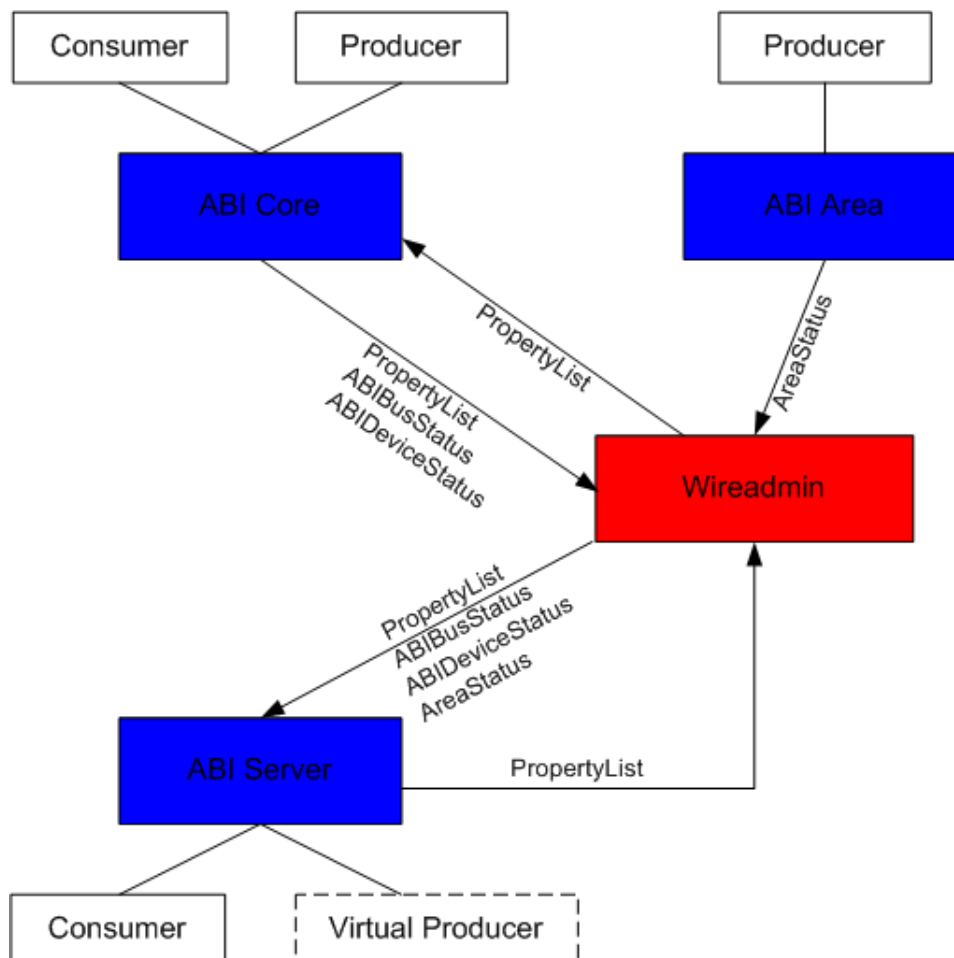 Consumer
Producer
Producer
ABI Core
ABI Area
PropertyList
AreaStatus
PropertyList
ABIBusStatus
ABIDeviceStatus
Wireadmin
PropertyList
ABIBusStatus
ABIDeviceStatus
AreaStatus
ABI Server
PropertyList
Consumer
Virtual Producer